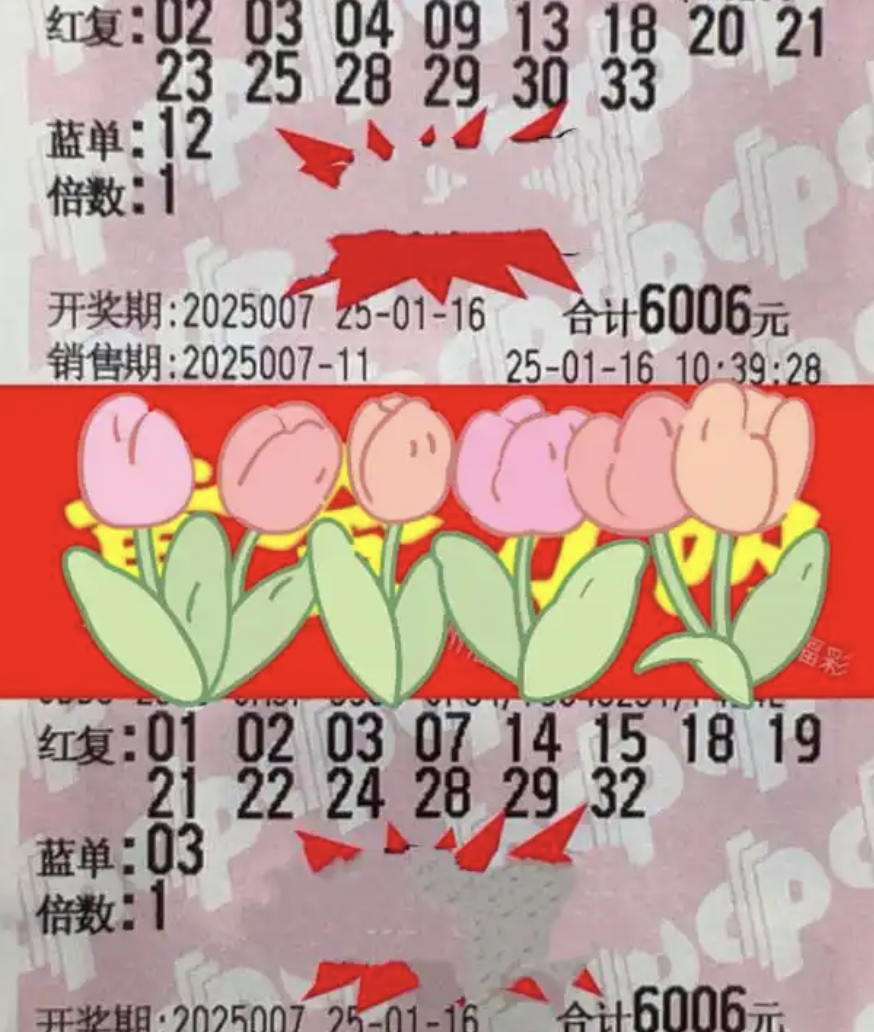 红复:02 03 04 09 13 18 20 21
23 25 28 29 30 33
蓝单:12
倍数:1
开奖期:2025007 25-01-16 合计6006元
销售期:2025007-11 25-01-16 10:39:28
福彩
红复:01 02 03 07 14 15 18 19
21 22 24 28 29 32
蓝单:03
倍数:1
开奖期:2025007 25-01-16 合计6006元